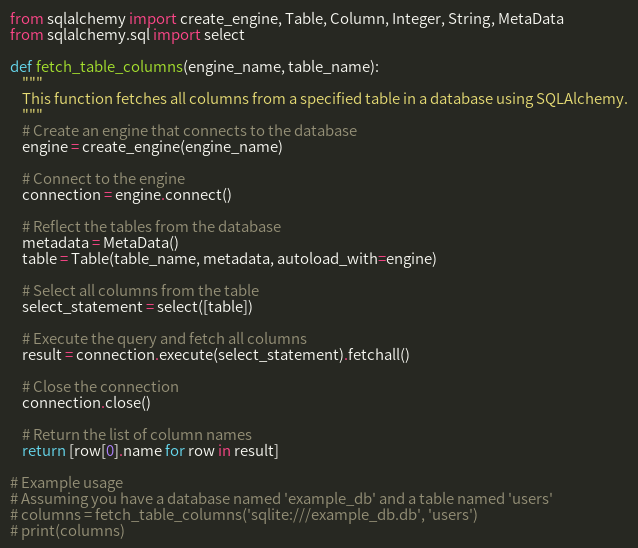 from sqlalchemy import create_engine, Table, Column, Integer, String, MetaData
from sqlalchemy.sql import select

def fetch_table_columns(engine_name, table_name):
    """
    This function fetches all columns from a specified table in a database using SQLAlchemy.
    """
    # Create an engine that connects to the database
    engine = create_engine(engine_name)

    # Connect to the engine
    connection = engine.connect()

    # Reflect the tables from the database
    metadata = MetaData()
    table = Table(table_name, metadata, autoload_with=engine)

    # Select all columns from the table
    select_statement = select([table])

    # Execute the query and fetch all columns
    result = connection.execute(select_statement).fetchall()

    # Close the connection
    connection.close()

    # Return the list of column names
    return [row[0].name for row in result]

# Example usage
# Assuming you have a database named 'example_db' and a table named 'users'
# columns = fetch_table_columns('sqlite:///example_db.db', 'users')
# print(columns)